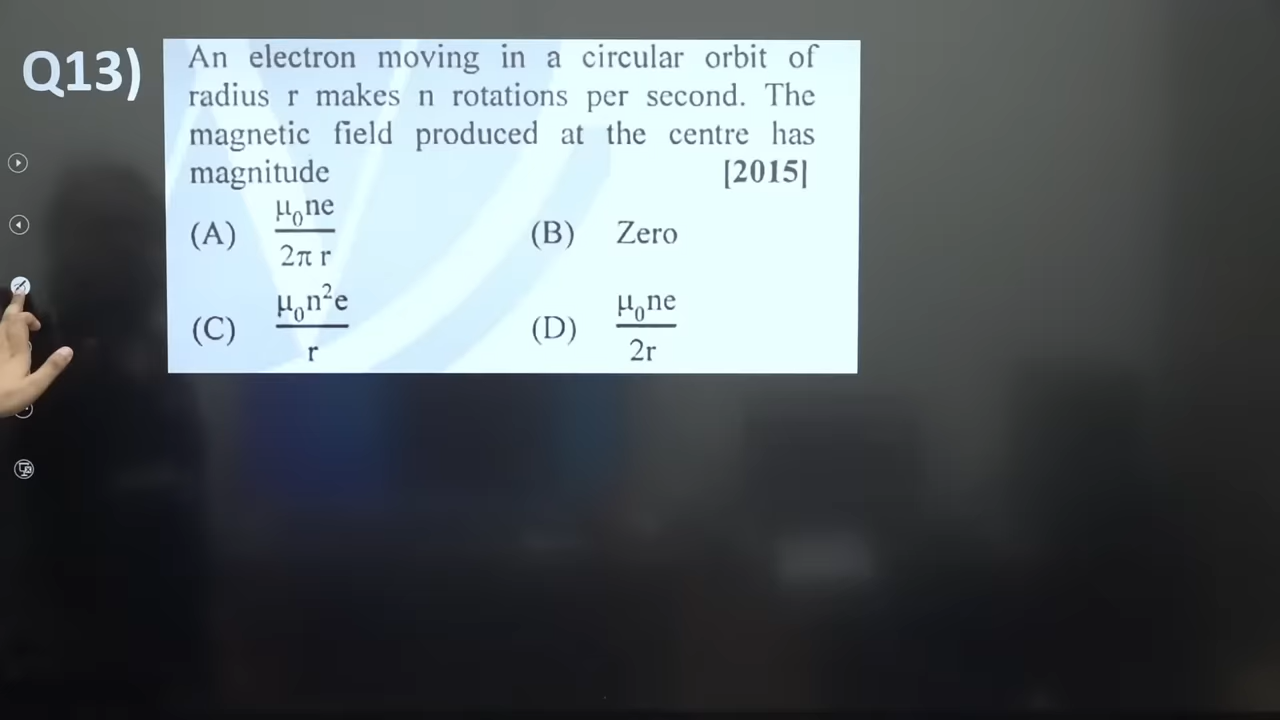 Q13)
An electron moving in a circular orbit of
radius r makes n rotations per second. The
magnetic field produced at the centre has
magnitude [2015]
(A) μ₀ne / 2π r (B) Zero
(C) μ₀n²e / r (D) μ₀ne / 2r